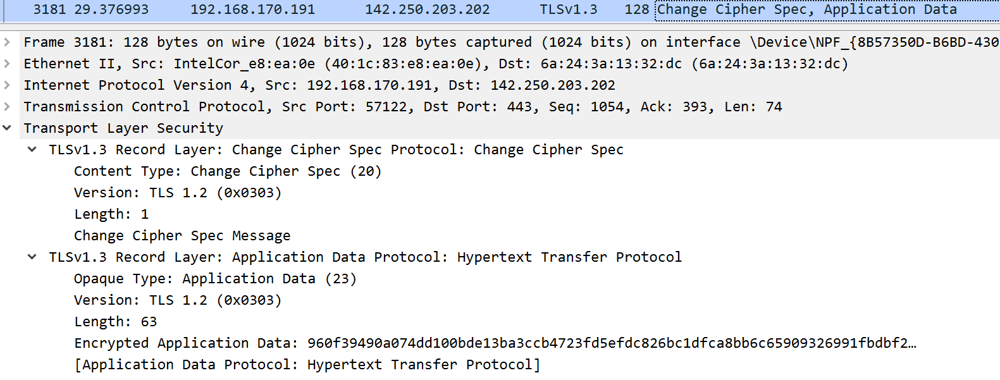 3181 29.376993 192.168.170.191 142.250.203.202 TLSv1.3 128 Change Cipher Spec, Application Data
Frame 3181: 128 bytes on wire (1024 bits), 128 bytes captured (1024 bits) on interface \Device\NPF_{8B57350D-B6BD-430
Ethernet II, Src: IntelCor_e8:ea:0e (40:1c:83:e8:ea:0e), Dst: 6a:24:3a:13:32:dc (6a:24:3a:13:32:dc)
Internet Protocol Version 4, Src: 192.168.170.191, Dst: 142.250.203.202
Transmission Control Protocol, Src Port: 57122, Dst Port: 443, Seq: 1054, Ack: 393, Len: 74
Transport Layer Security
TLSv1.3 Record Layer: Change Cipher Spec Protocol: Change Cipher Spec
Content Type: Change Cipher Spec (20)
Version: TLS 1.2 (0x0303)
Length: 1
Change Cipher Spec Message
TLSv1.3 Record Layer: Application Data Protocol: Hypertext Transfer Protocol
Opaque Type: Application Data (23)
Version: TLS 1.2 (0x0303)
Length: 63
Encrypted Application Data: 960f39490a074dd100bde13ba3ccb4723fd5efdc826bc1dfca8bb6c65909326991fbdbf2…
[Application Data Protocol: Hypertext Transfer Protocol]